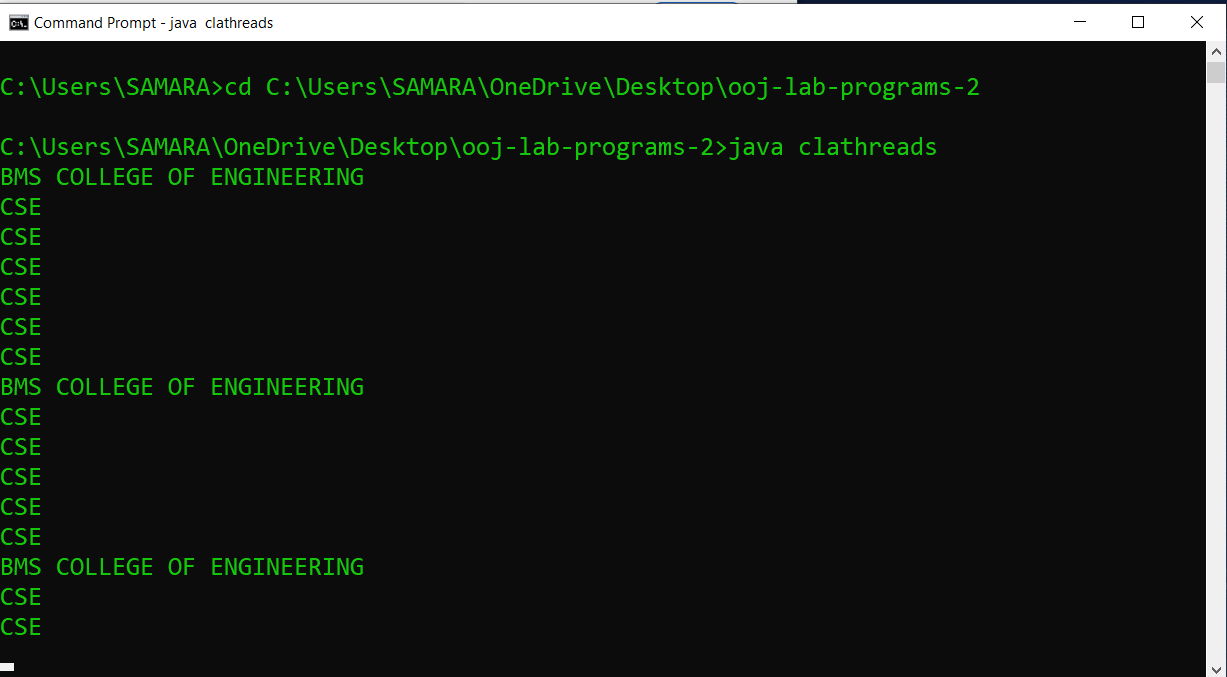 Command Prompt - java  clathreads
C:\Users\SAMARA>cd C:\Users\SAMARA\OneDrive\Desktop\ooj-lab-programs-2
C:\Users\SAMARA\OneDrive\Desktop\ooj-lab-programs-2>java clathreads
BMS COLLEGE OF ENGINEERING
CSE
CSE
CSE
CSE
CSE
CSE
BMS COLLEGE OF ENGINEERING
CSE
CSE
CSE
CSE
CSE
BMS COLLEGE OF ENGINEERING
CSE
CSE